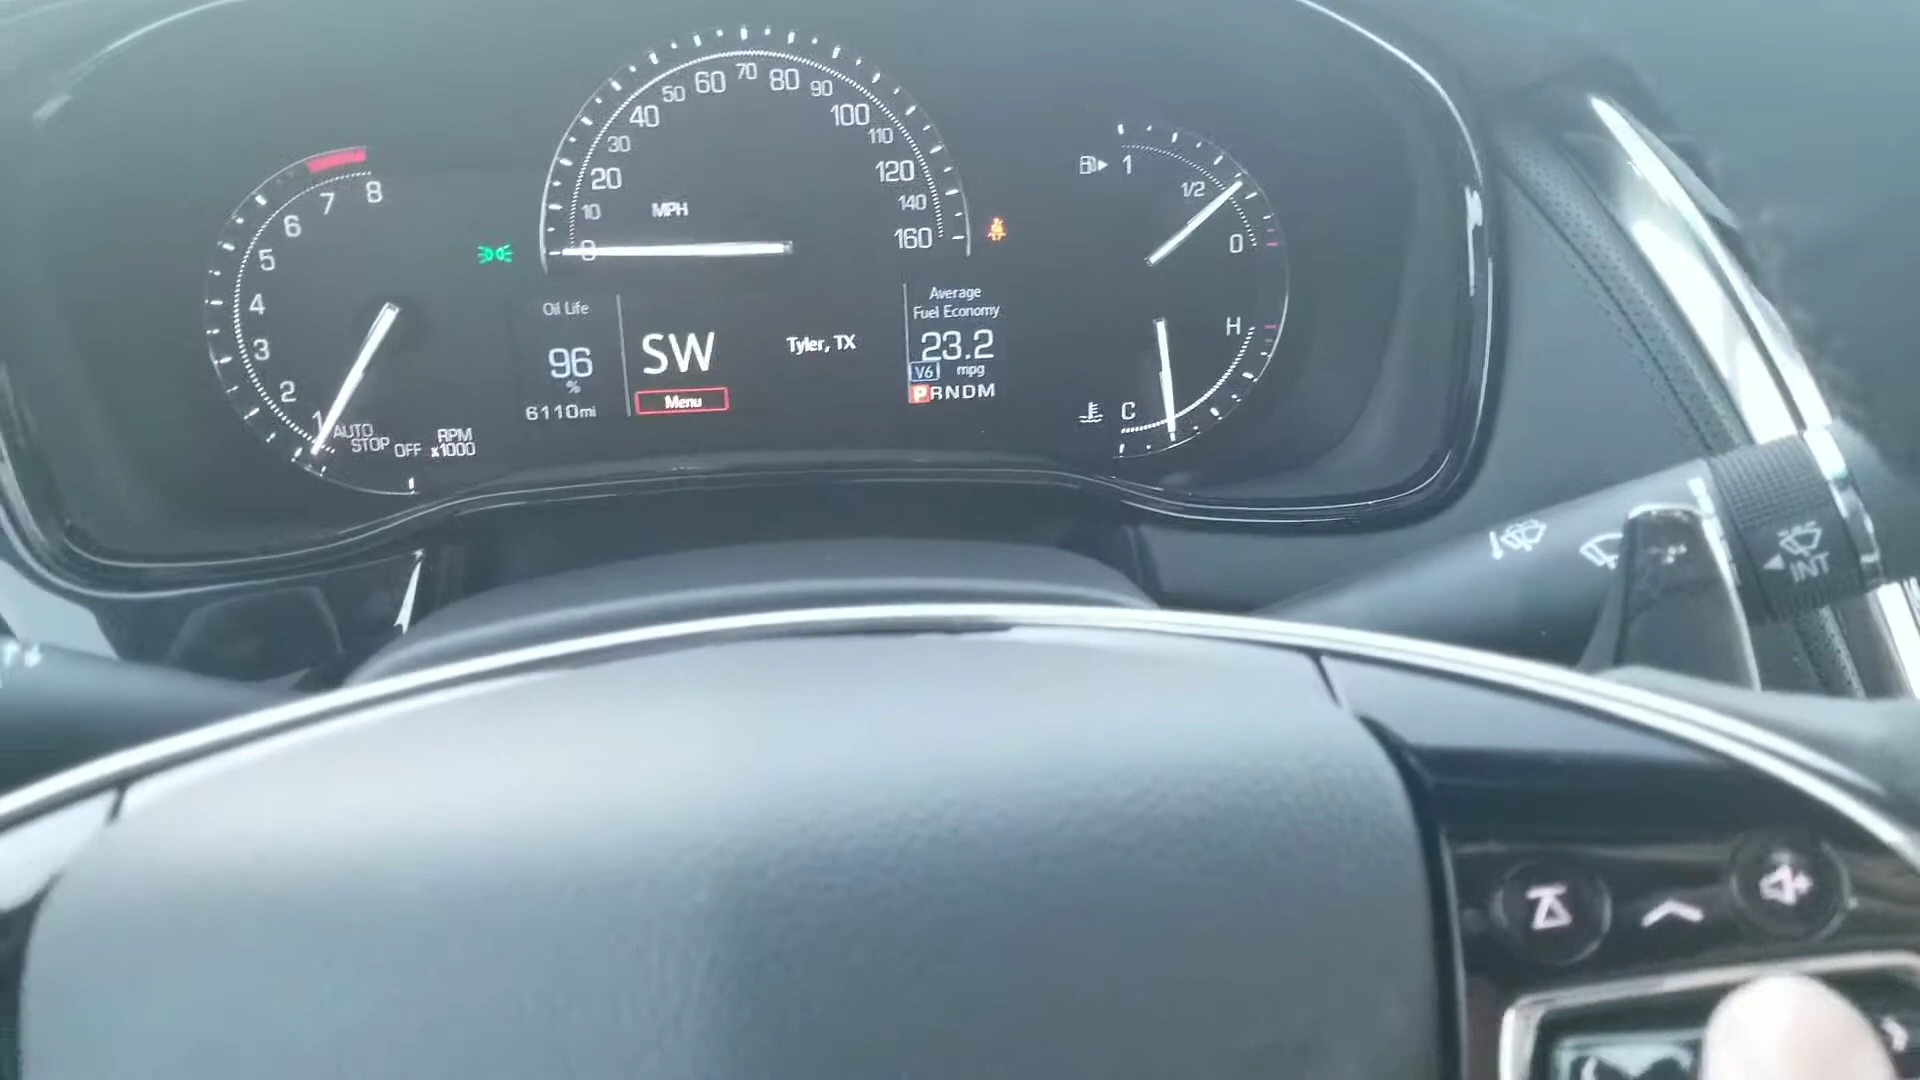 8
7
6
5
4
3
2
1
AUTO
STOP
OFF
RPM
x1000
0
10
20
30
40
50
60
70
80
90
100
110
120
140
160
MPH
Oil Life
96
%
6110mi
SW
Menu
Tyler, TX
Average
Fuel Economy
23.2
V6 mpg
PRNDM
1
1/2
0
H
C
INT